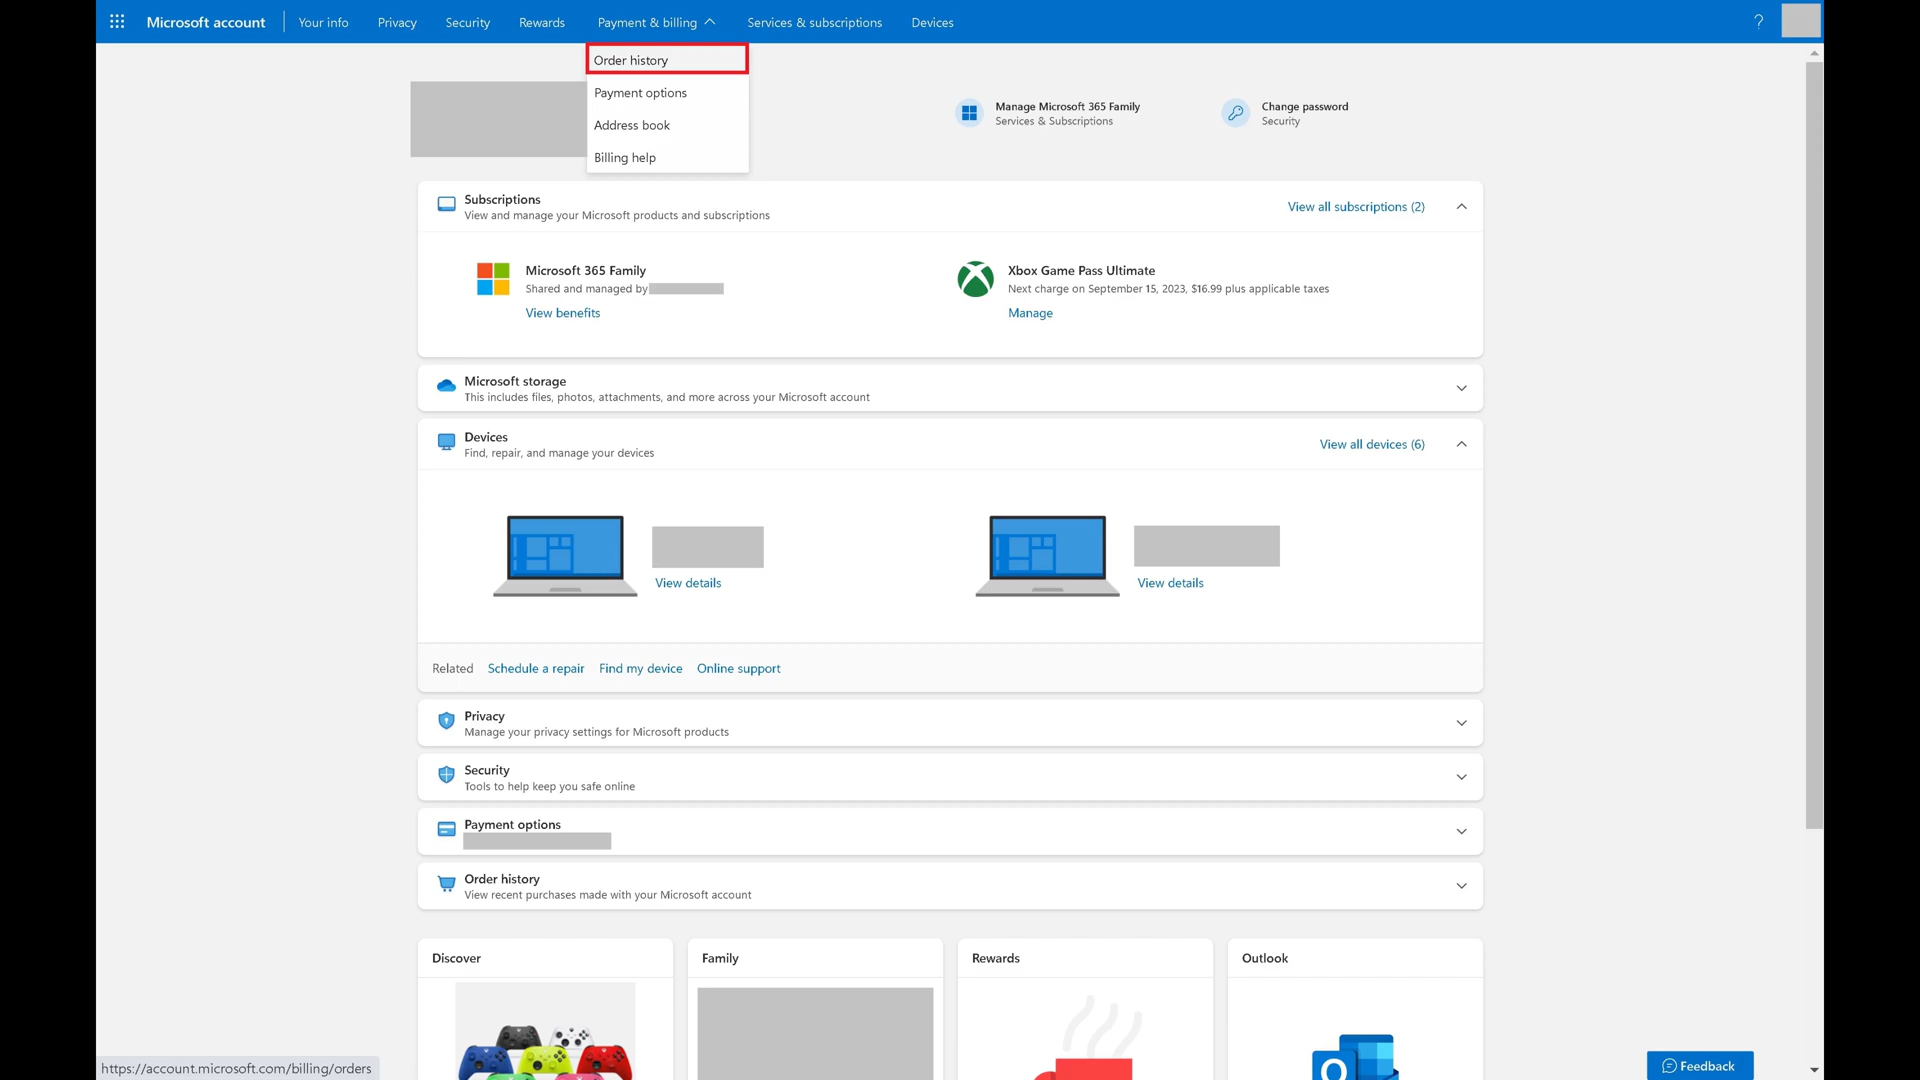 Microsoft account
Your info
Privacy
Security
Rewards
Payment & billing
Services & subscriptions
Devices
?
Order history
Payment options
Address book
Billing help
Manage Microsoft 365 Family
Services & Subscriptions
Change password
Security
Subscriptions
View and manage your Microsoft products and subscriptions
View all subscriptions (2)
Microsoft 365 Family
Shared and managed by
View benefits
Xbox Game Pass Ultimate
Next charge on September 15, 2023, $16.99 plus applicable taxes
Manage
Microsoft storage
This includes files, photos, attachments, and more across your Microsoft account
Devices
Find, repair, and manage your devices
View all devices (6)
View details
View details
Related
Schedule a repair
Find my device
Online support
Privacy
Manage your privacy settings for Microsoft products
Security
Tools to help keep you safe online
Payment options
Order history
View recent purchases made with your Microsoft account
Discover
Family
Rewards
Outlook
O
Feedback
https://account.microsoft.com/billing/orders